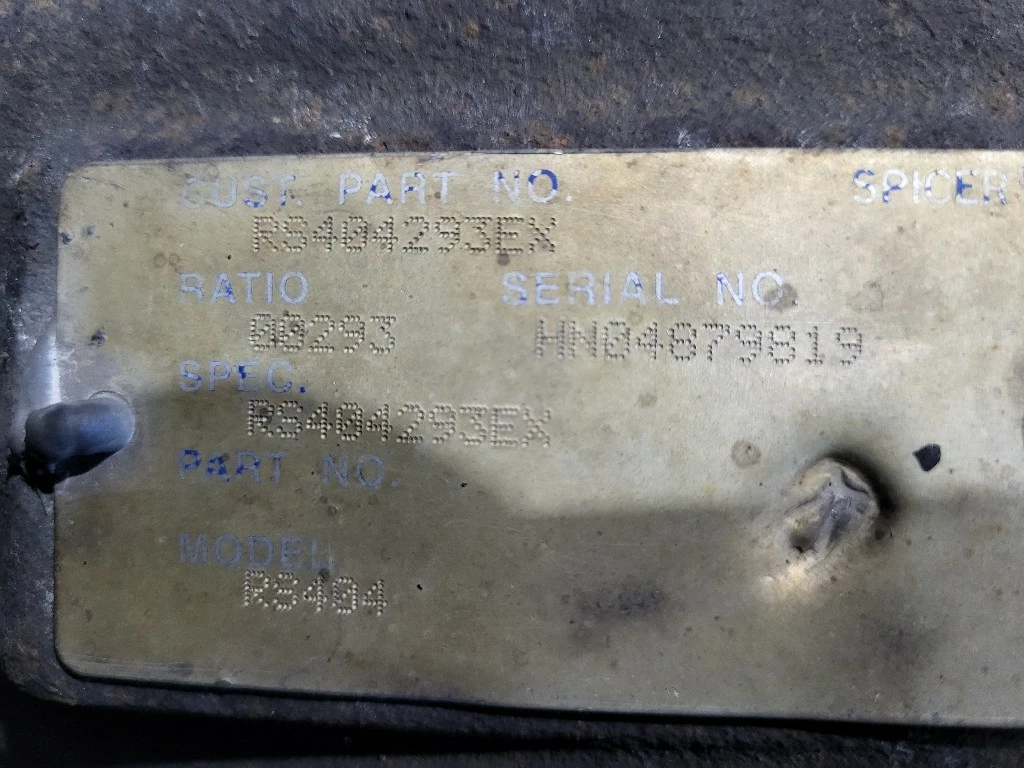 CUST. PART NO. SPICER
RS404293EX
RATIO SERIAL NO.
00293 HN04879819
SPEC.
RS404293EX
PART NO.
MODEL
RS404